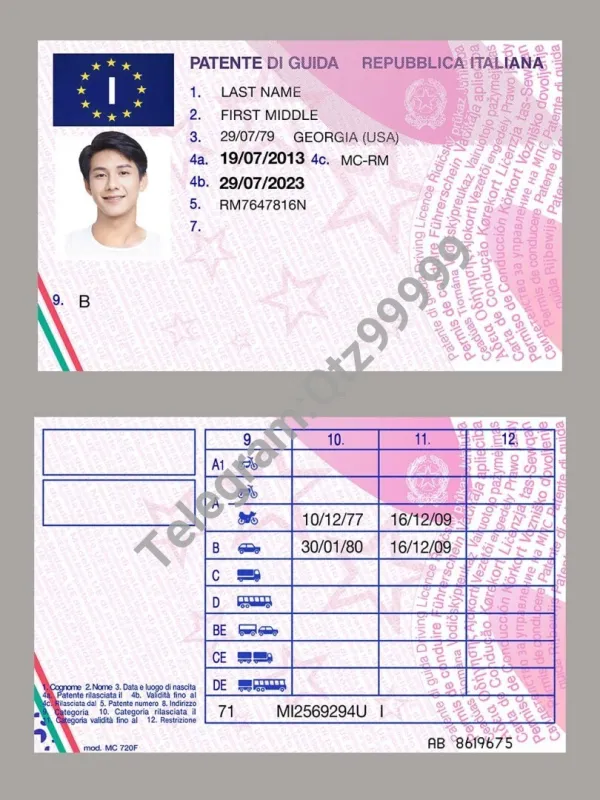 I
PATENTE DI GUIDA REPUBBLICA ITALIANA
1. LAST NAME
2. FIRST MIDDLE
3. 29/07/79 GEORGIA (USA)
4a. 19/07/2013 4c. MC-RM
4b. 29/07/2023
5. RM7647816N
7.
9. B
Telegram:Qtz99999
9 10. 11. 12
A1
A
10/12/77 16/12/09
B 30/01/80 16/12/09
C
D
BE
CE
DE
71 MI2569294U I
1. Cognome 2. Nome 3. Data e luogo di nascita
4a. Patente rilasciata il 4b. Validità fino al
4c. Rilasciata dal 5. Patente numero 8. Indirizzo
9. Categoria 10. Categoria rilasciata il
11. Categoria validità fino al 12. Restrizione
mod. MC 720F
AB 8619675